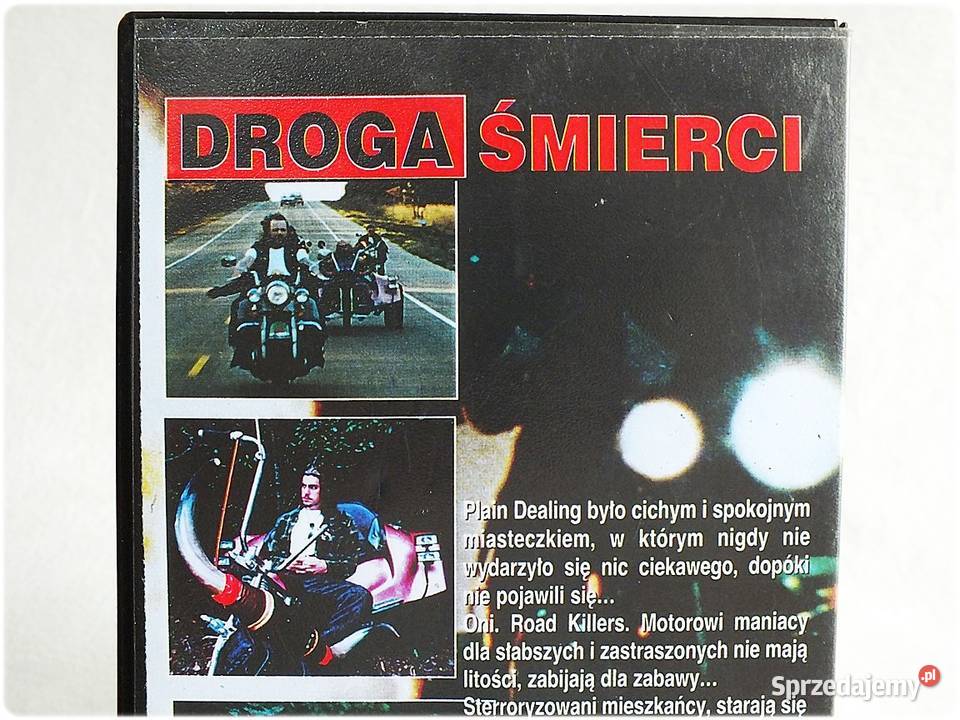 DROGA ŚMIERCI
Plain Dealing było cichym i spokojnym
miasteczkiem, w którym nigdy nie
wydarzyło się nic ciekawego, dopóki
nie pojawili się...
Oni. Road Killers. Motorowi maniacy
dla słabszych i zastraszonych nie mają
litości, zabijają dla zabawy...
Sterroryzowani mieszkańcy, starają się
Sprzedajemy.pl